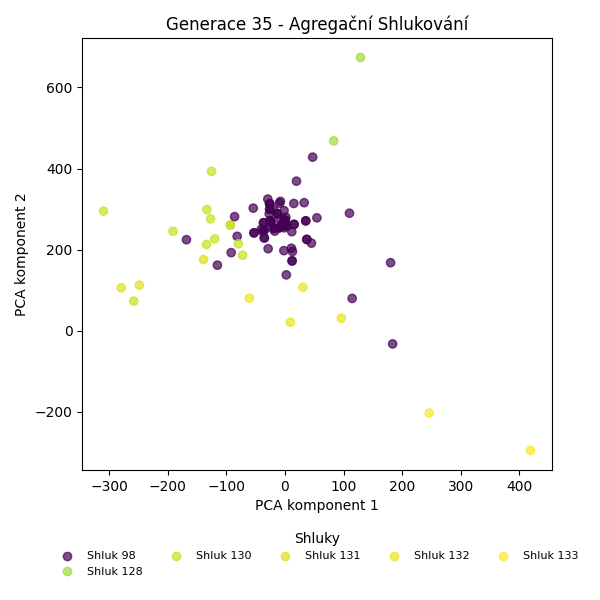 Generace 35 - Agregační Shlukování
PCA komponent 2
600
400
200
0
−200
−300
−200
−100
0
100
200
300
400
PCA komponent 1
Shluky
Shluk 98
Shluk 130
Shluk 131
Shluk 132
Shluk 133
Shluk 128